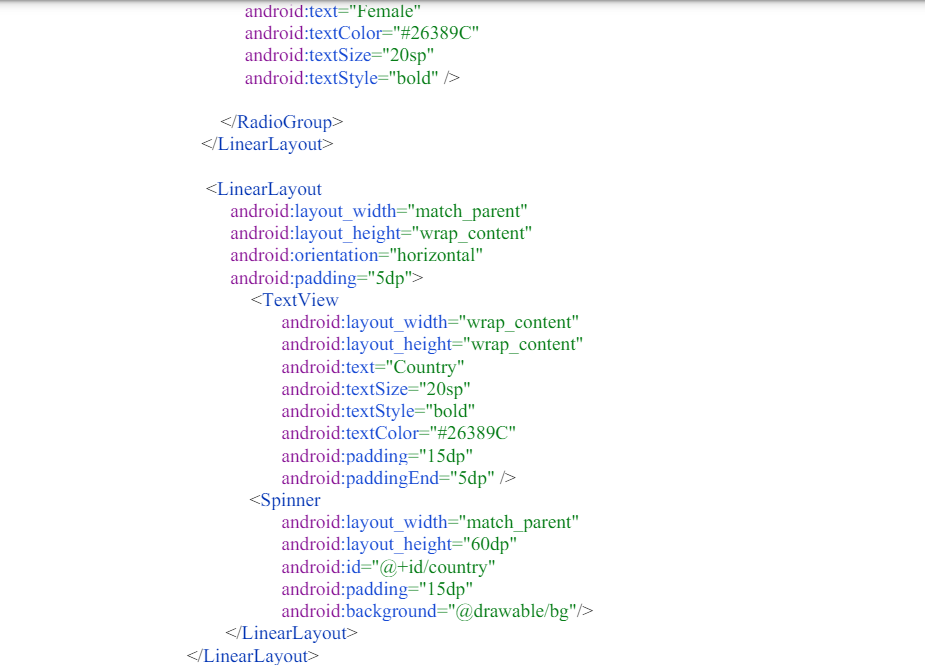 android:text="Female"
android:textColor="#26389C"
android:textSize="20sp"
android:textStyle="bold" />
</RadioGroup>
</LinearLayout>
<LinearLayout
android:layout_width="match_parent"
android:layout_height="wrap_content"
android:orientation="horizontal"
android:padding="5dp">
<TextView
android:layout_width="wrap_content"
android:layout_height="wrap_content"
android:text="Country"
android:textSize="20sp"
android:textStyle="bold"
android:textColor="#26389C"
android:padding="15dp"
android:paddingEnd="5dp" />
<Spinner
android:layout_width="match_parent"
android:layout_height="60dp"
android:id="@+id/country"
android:padding="15dp"
android:background="@drawable/bg"/>
</LinearLayout>
</LinearLayout>